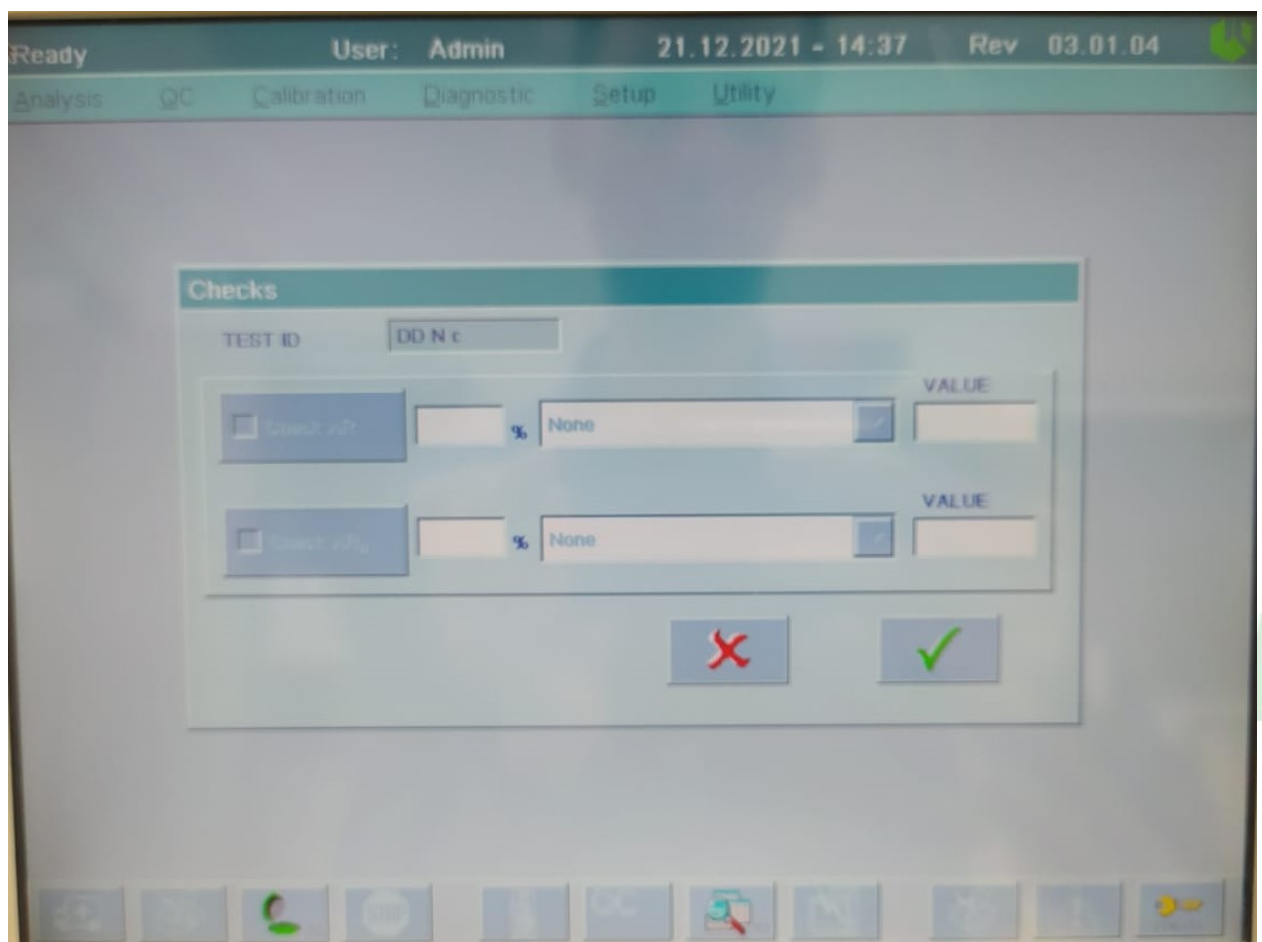 Ready User: Admin 21.12.2021 - 14:37 Rev 03.01.04
Analysis QC Calibration Diagnostic Setup Utility
Checks
TEST ID DD N c
VALUE
% None
VALUE
% None